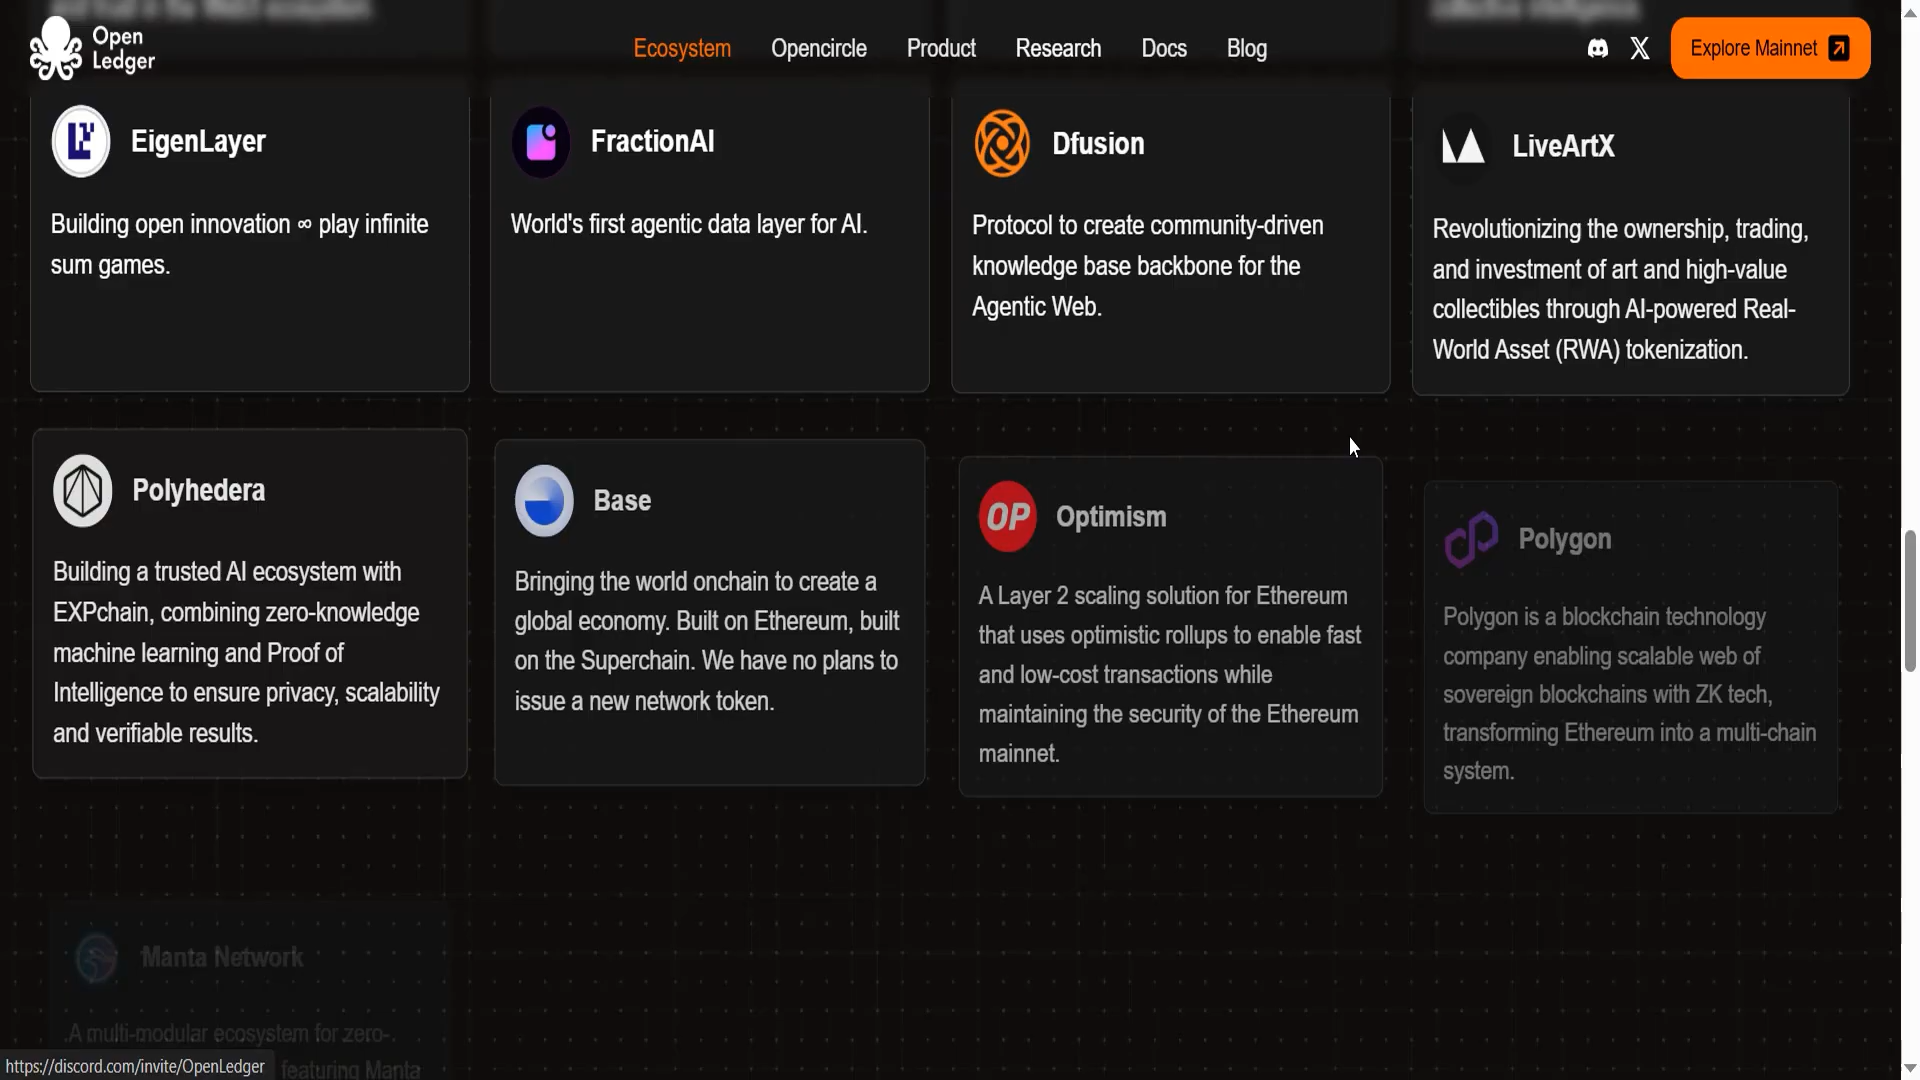 Open
Ledger
Ecosystem
Opencircle
Product
Research
Docs
Blog
Explore Mainnet
EigenLayer
Building open innovation ∞ play infinite
sum games.
FractionAI
World's first agentic data layer for AI.
Dfusion
Protocol to create community-driven
knowledge base backbone for the
Agentic Web.
LiveArtX
Revolutionizing the ownership, trading,
and investment of art and high-value
collectibles through AI-powered Real-
World Asset (RWA) tokenization.
Polyhedera
Building a trusted AI ecosystem with
EXPchain, combining zero-knowledge
machine learning and Proof of
Intelligence to ensure privacy, scalability
and verifiable results.
Base
Bringing the world onchain to create a
global economy. Built on Ethereum, built
on the Superchain. We have no plans to
issue a new network token.
OP
Optimism
A Layer 2 scaling solution for Ethereum
that uses optimistic rollups to enable fast
and low-cost transactions while
maintaining the security of the Ethereum
mainnet.
Polygon
Polygon is a blockchain technology
company enabling scalable web of
sovereign blockchains with ZK tech,
transforming Ethereum into a multi-chain
system.
Manta Network
A multi-modular ecosystem for zero-
featuring Manta
https://discord.com/invite/OpenLedger